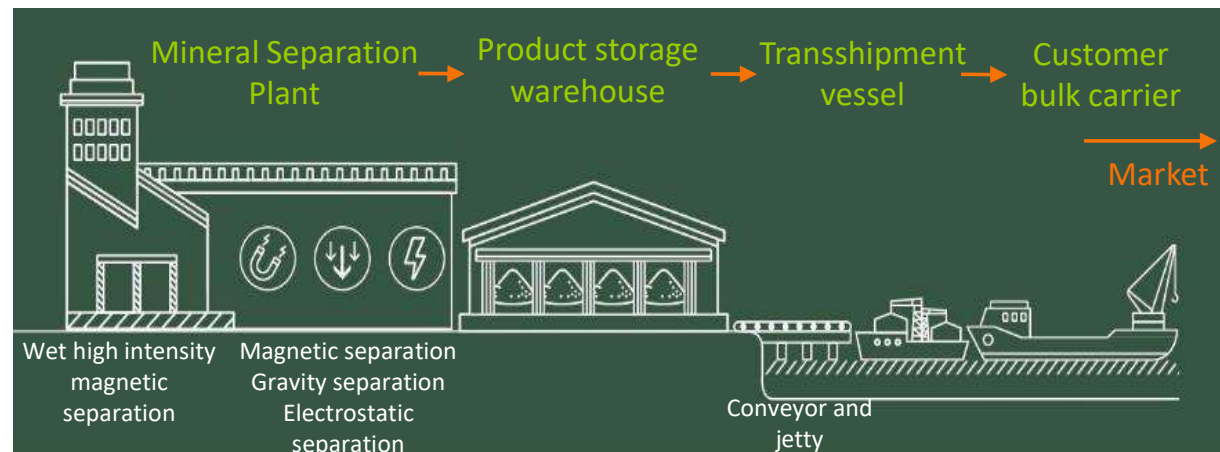 Mineral Separation
Plant
Product storage
warehouse
Transshipment
vessel
Customer
bulk carrier
Market
Wet high intensity
magnetic
separation
Magnetic separation
Gravity separation
Electrostatic
separation
Conveyor and
jetty